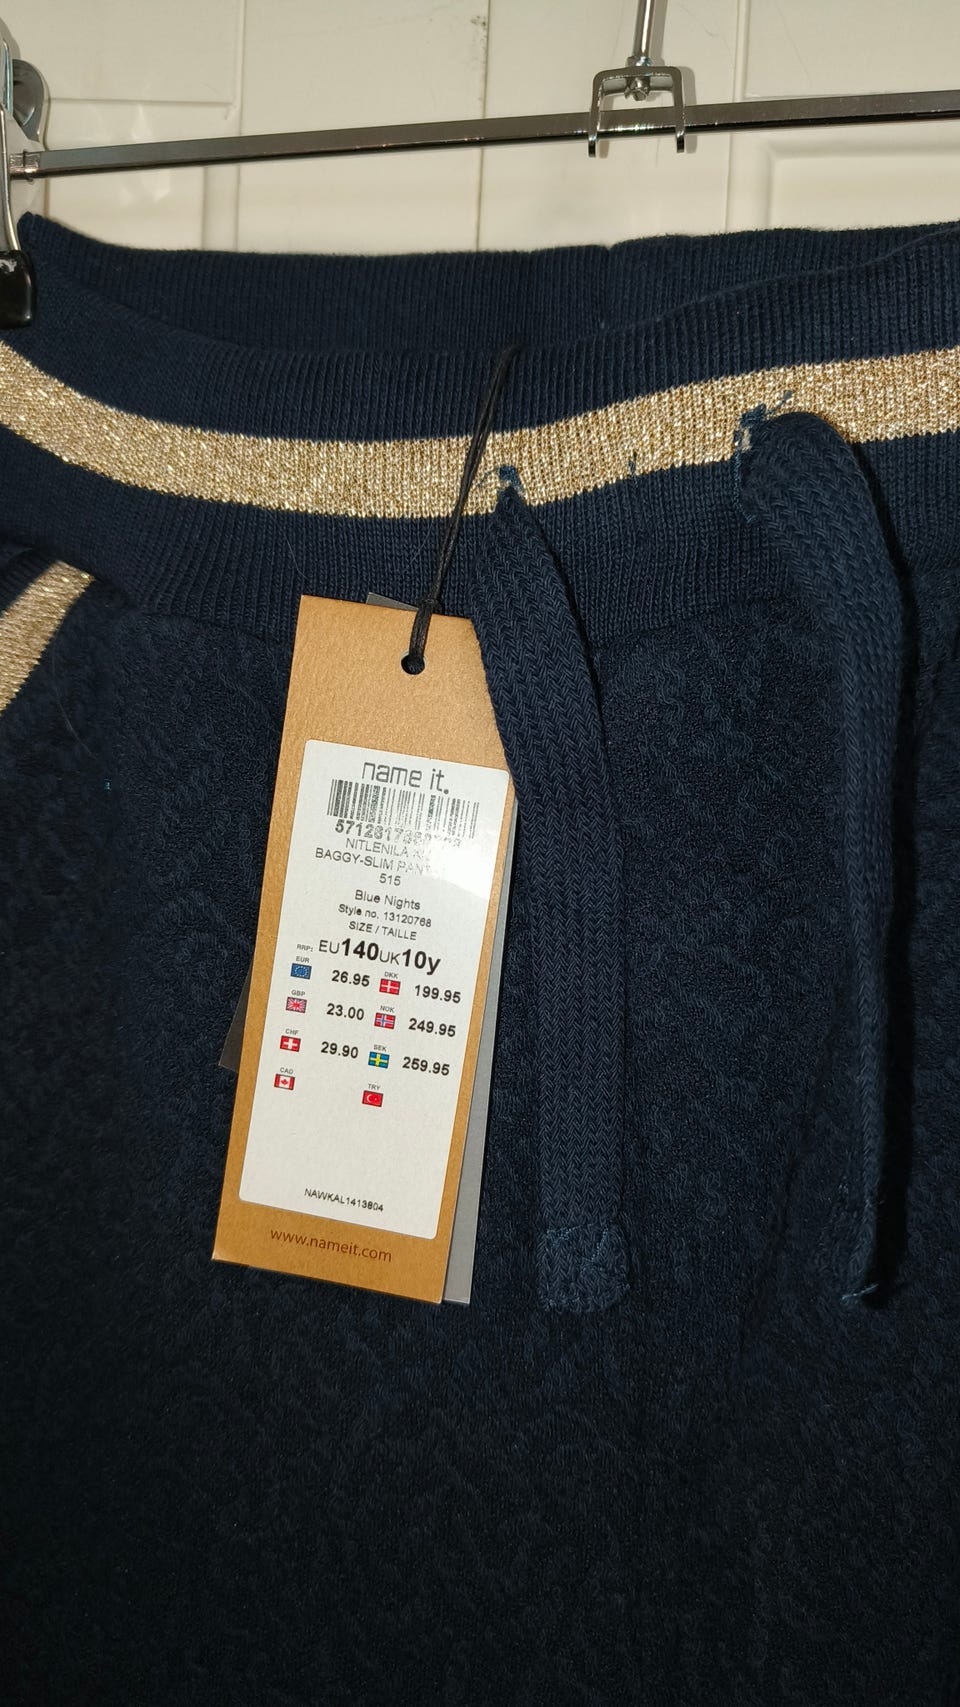 name it.
NITLENILA
BAGGY-SLIM
515
Blue Nights
Style no. 13120768
SIZE / TAILLE
RRP: EU140UK10y
EUR 26.95 DKK 199.95
GBP 23.00 NOK 249.95
CHF 29.90 SEK 259.95
CAD TRY
NAWKAL1413804
www.nameit.com